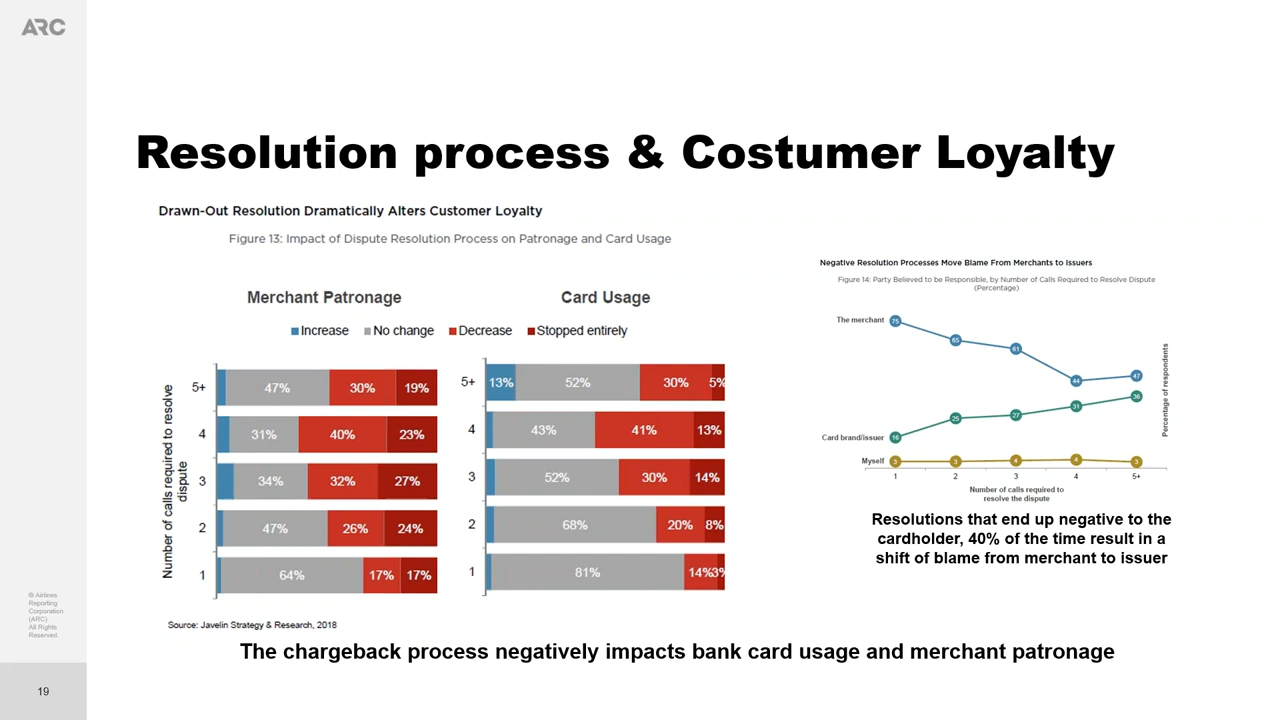 ARC
Resolution process & Costumer Loyalty
Drawn-Out Resolution Dramatically Alters Customer Loyalty
Figure 13: Impact of Dispute Resolution Process on Patronage and Card Usage
Merchant Patronage
Card Usage
Increase No change Decrease Stopped entirely
Number of calls required to resolve
dispute
5+ 47% 30% 19%
4 31% 40% 23%
3 34% 32% 27%
2 47% 26% 24%
1 64% 17% 17%
5+ 13% 52% 30% 5%
4 43% 41% 13%
3 52% 30% 14%
2 68% 20% 8%
1 81% 14% 3%
Source: Javelin Strategy & Research, 2018
Negative Resolution Processes Move Blame From Merchants to Issuers
Figure 14: Party Believed to be Responsible, by Number of Calls Required to Resolve Dispute
(Percentage)
The merchant 75 65 61 44 47
Card brand/issuer 16 25 27 31 36
Myself 3 3 4 4 3
1 2 3 4 5+
Number of calls required to
resolve the dispute
Percentage of respondents
Resolutions that end up negative to the
cardholder, 40% of the time result in a
shift of blame from merchant to issuer
The chargeback process negatively impacts bank card usage and merchant patronage
© Airlines
Reporting
Corporation
(ARC)
All Rights
Reserved.
19